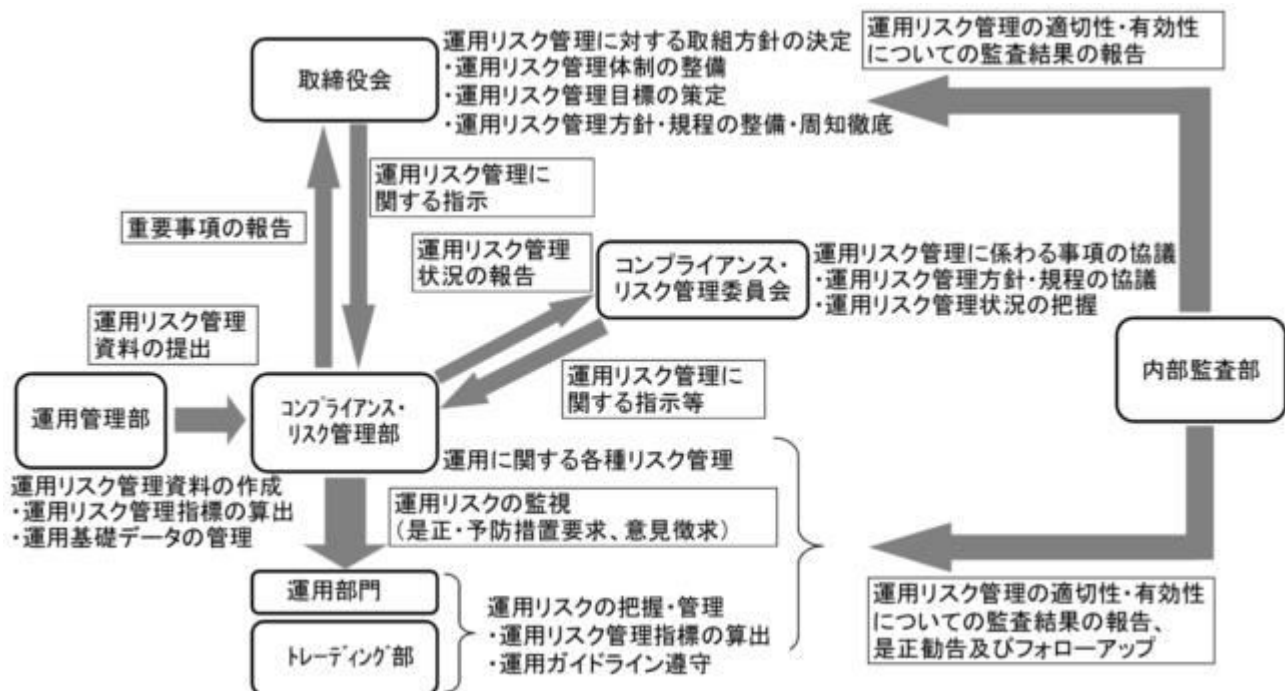 取締役会
運用リスク管理に対する取組方針の決定
・運用リスク管理体制の整備
・運用リスク管理目標の策定
・運用リスク管理方針・規程の整備・周知徹底
運用リスク管理の適切性・有効性
についての監査結果の報告
運用リスク管理に
関する指示
重要事項の報告
運用リスク管理
状況の報告
コンプライアンス・
リスク管理委員会
運用リスク管理に係わる事項の協議
・運用リスク管理方針・規程の協議
・運用リスク管理状況の把握
運用リスク管理
資料の提出
運用リスク管理に
関する指示等
内部監査部
運用管理部
コンプライアンス・
リスク管理部
運用に関する各種リスク管理
運用リスク管理資料の作成
・運用リスク管理指標の算出
・運用基礎データの管理
運用リスクの監視
(是正・予防措置要求、意見徴求)
運用部門
トレーディング部
運用リスクの把握・管理
・運用リスク管理指標の算出
・運用ガイドライン遵守
運用リスク管理の適切性・有効性
についての監査結果の報告、
是正勧告及びフォローアップ